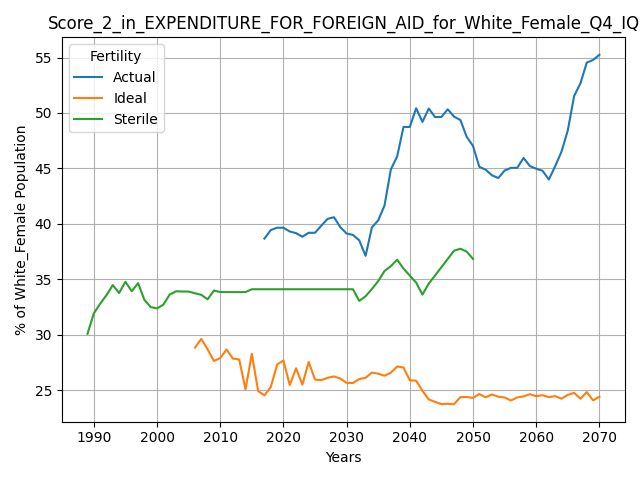 Score_2_in_EXPENDITURE_FOR_FOREIGN_AID_for_White_Female_Q4_IQ
Fertility
Actual
Ideal
Sterile
% of White_Female Population
55
50
45
40
35
30
25
1990 2000 2010 2020 2030 2040 2050 2060 2070
Years